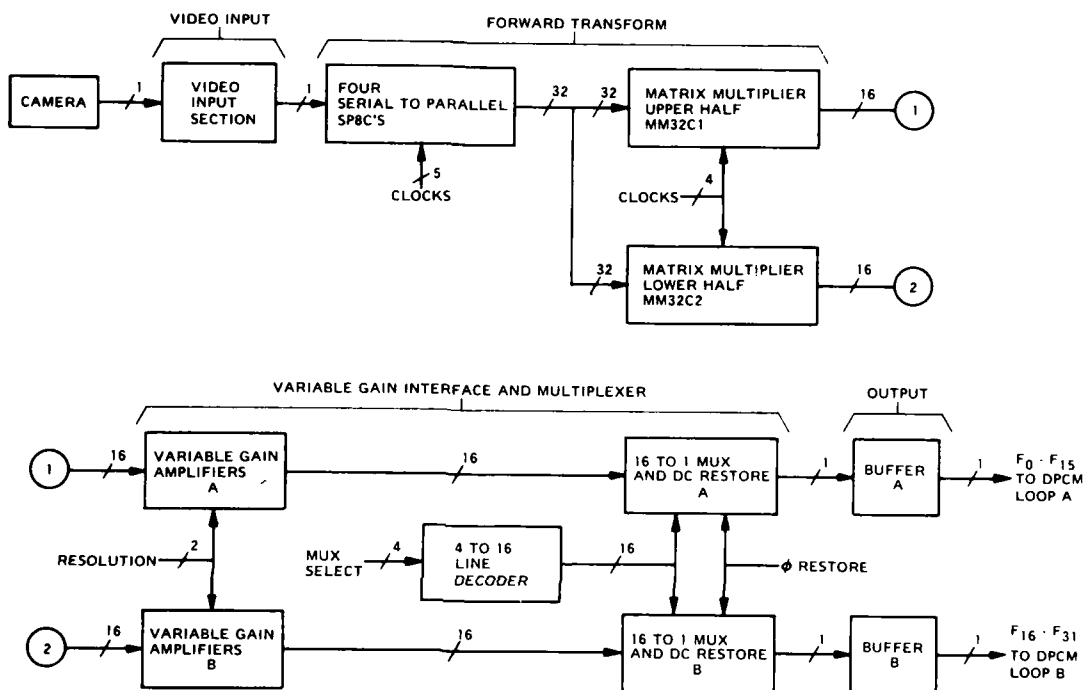 VIDEO INPUT
FORWARD TRANSFORM
CAMERA
1
VIDEO
INPUT
SECTION
1
FOUR
SERIAL TO PARALLEL
SP8C'S
5
CLOCKS
32
32
MATRIX MULTIPLIER
UPPER HALF
MM32C1
16
1
CLOCKS
4
32
MATRIX MULTIPLIER
LOWER HALF
MM32C2
16
2
VARIABLE GAIN INTERFACE AND MULTIPLEXER
OUTPUT
1
16
VARIABLE GAIN
AMPLIFIERS
A
16
16 TO 1 MUX
AND DC RESTORE
A
1
BUFFER
A
1
F0 - F15
TO DPCM
LOOP A
RESOLUTION
2
MUX
SELECT
4
4 TO 16
LINE
DECODER
16
ϕ RESTORE
2
16
VARIABLE GAIN
AMPLIFIERS
B
16
16 TO 1 MUX
AND DC RESTORE
B
1
BUFFER
B
1
F16 - F31
TO DPCM
LOOP B